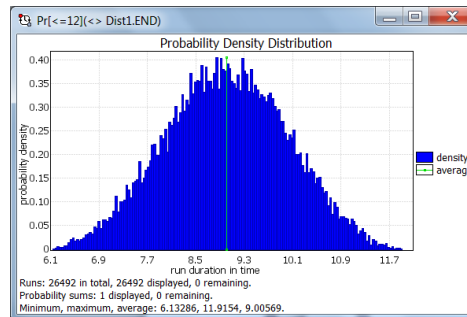 Pr[<=12](<> Dist1.END)
Probability Density Distribution
probability density
0.40
0.35
0.30
0.25
0.20
0.15
0.10
0.05
0
6.1 6.9 7.7 8.5 9.3 10.1 10.9 11.7
run duration in time
density
average
Runs: 26492 in total, 26492 displayed, 0 remaining.
Probability sums: 1 displayed, 0 remaining.
Minimum, maximum, average: 6.13286, 11.9154, 9.00569.